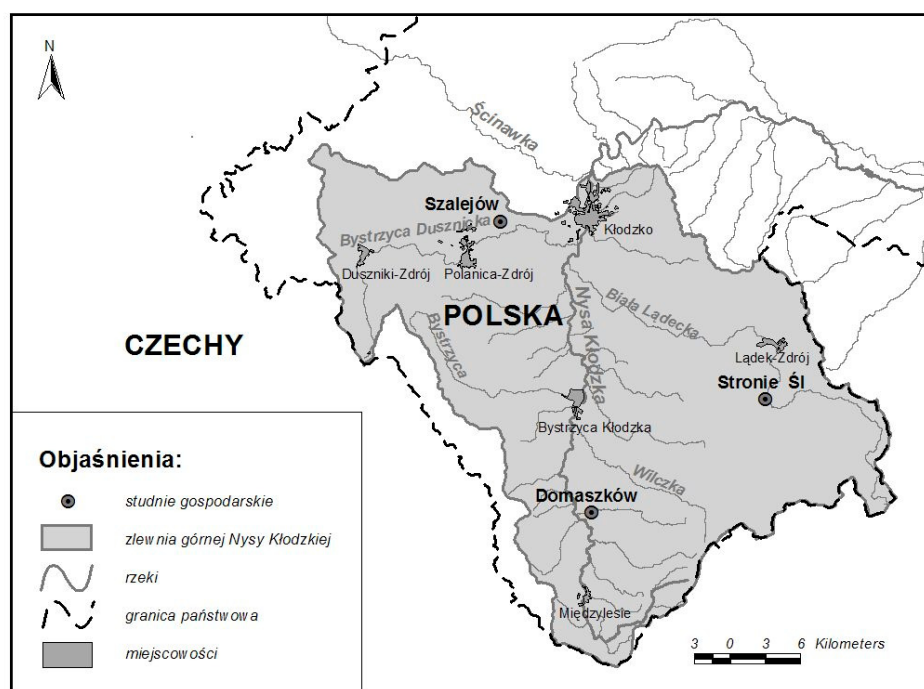 N
Ścinawka
Szalejów
Bystrzyca Dusznicka
Kłodzko
Duszniki-Zdrój
Polanica-Zdrój
Biała Lądecka
Nysa Kłodzka
POLSKA
CZECHY
Bystrzyca
Lądek-Zdrój
Stronie Śl
Bystrzyca Kłodzka
Wilczka
Domaszków
Międzylesie
Objaśnienia:
studnie gospodarskie
zlewnia górnej Nysy Kłodzkiej
rzeki
granica państwowa
miejscowości
3 0 3 6 Kilometers